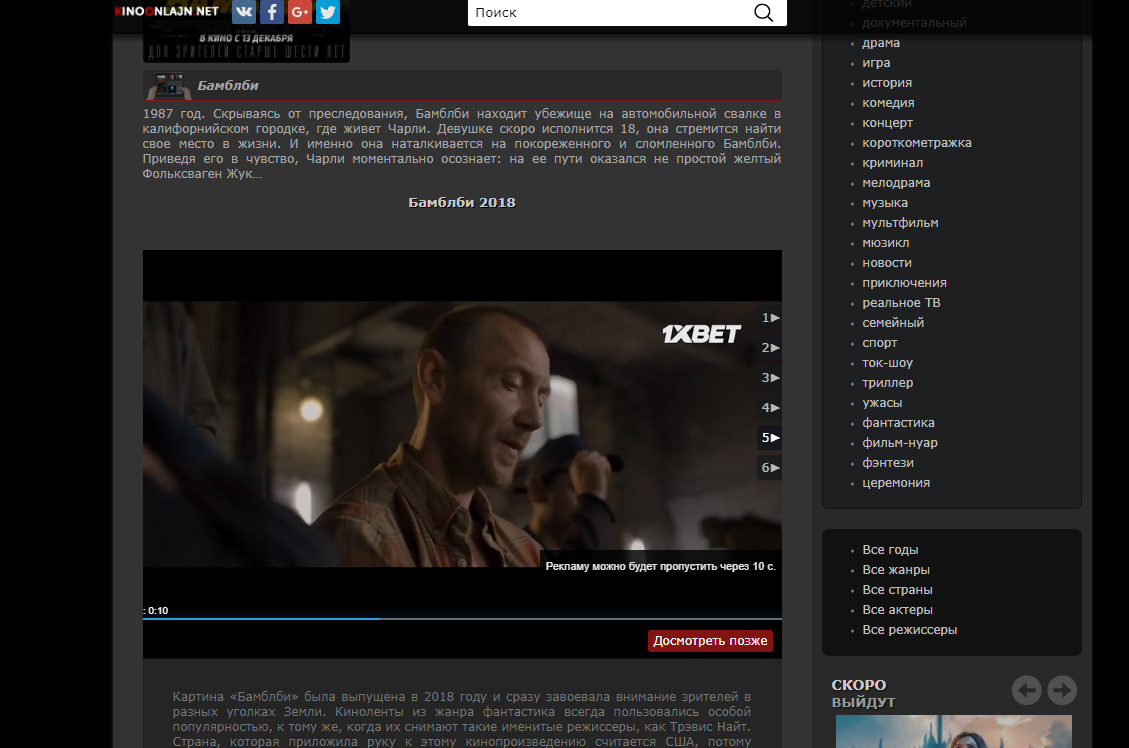 KINOONLAJN.NET
Поиск
В КИНО С 13 ДЕКАБРЯ
ДЛЯ ЗРИТЕЛЕЙ СТАРШЕ ШЕСТИ ЛЕТ
Бамблби
1987 год. Скрываясь от преследования, Бамблби находит убежище на автомобильной свалке в
калифорнийском городке, где живет Чарли. Девушке скоро исполнится 18, она стремится найти
свое место в жизни. И именно она наталкивается на покореженного и сломленного Бамблби.
Приведя его в чувство, Чарли моментально осознает: на ее пути оказался не простой желтый
Фольксваген Жук...
Бамблби 2018
1XBET
1
2
3
4
5
6
Рекламу можно будет пропустить через 10 с.
: 0:10
Досмотреть позже
Картина «Бамблби» была выпущена в 2018 году и сразу завоевала внимание зрителей в
разных уголках Земли. Киноленты из жанра фантастика всегда пользовались особой
популярностью, к тому же, когда их снимают такие именитые режиссеры, как Трэвис Найт.
Страна, которая приложила руку к этому кинопроизведению считается США, потому
детский
документальный
драма
игра
история
комедия
концерт
короткометражка
криминал
мелодрама
музыка
мультфильм
мюзикл
новости
приключения
реальное ТВ
семейный
спорт
ток-шоу
триллер
ужасы
фантастика
фильм-нуар
фэнтези
церемония
Все годы
Все жанры
Все страны
Все актеры
Все режиссеры
СКОРО
ВЫЙДУТ